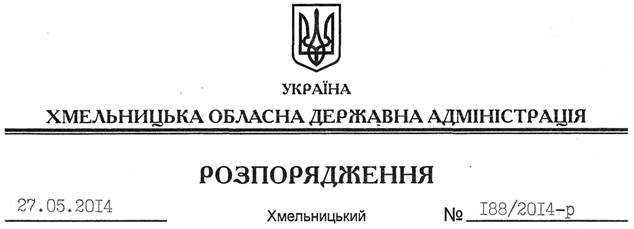 УКРАЇНА
ХМЕЛЬНИЦЬКА ОБЛАСНА ДЕРЖАВНА АДМІНІСТРАЦІЯ
РОЗПОРЯДЖЕННЯ
27.05.2014 Хмельницький № 188/2014-р